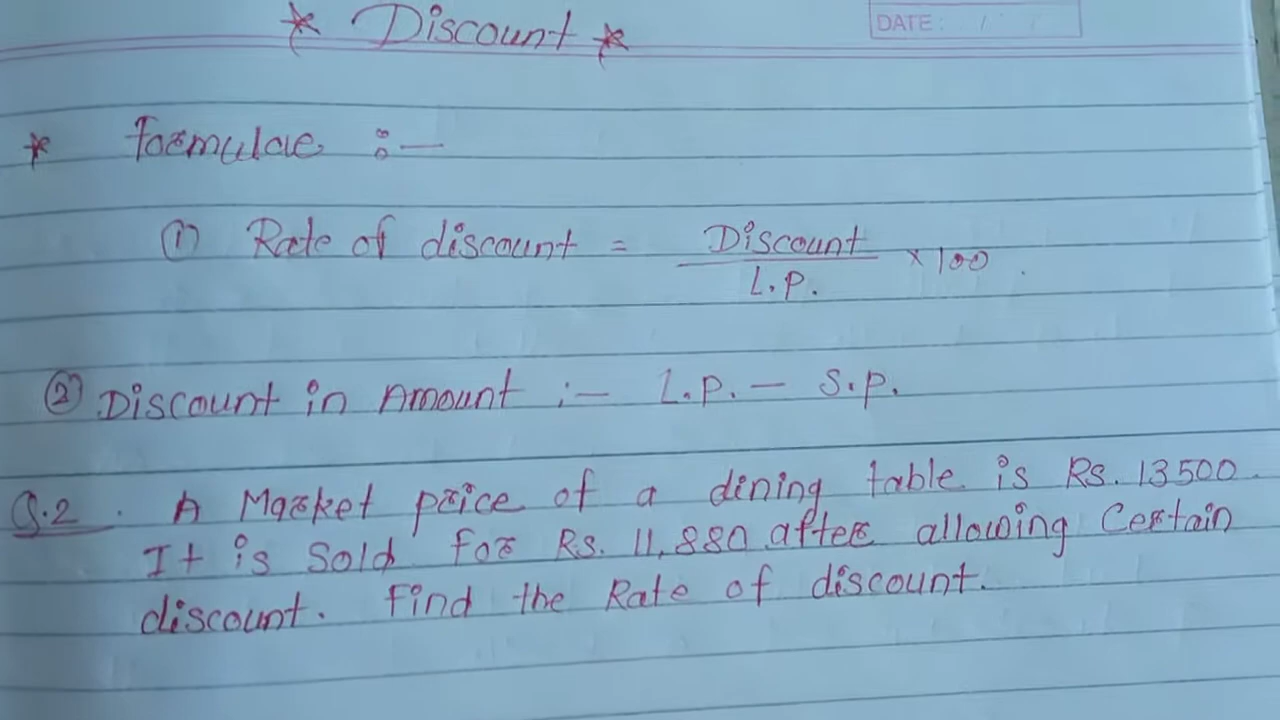 * Discount *
DATE: / /
* Formulae :-
① Rate of discount = Discount / L.P. × 100.
② Discount in Amount :- L.P. - S.P.
Q.2. A Market price of a dining table is Rs. 13500.
It is Sold for Rs. 11,880 after allowing Certain
discount. Find the Rate of discount.